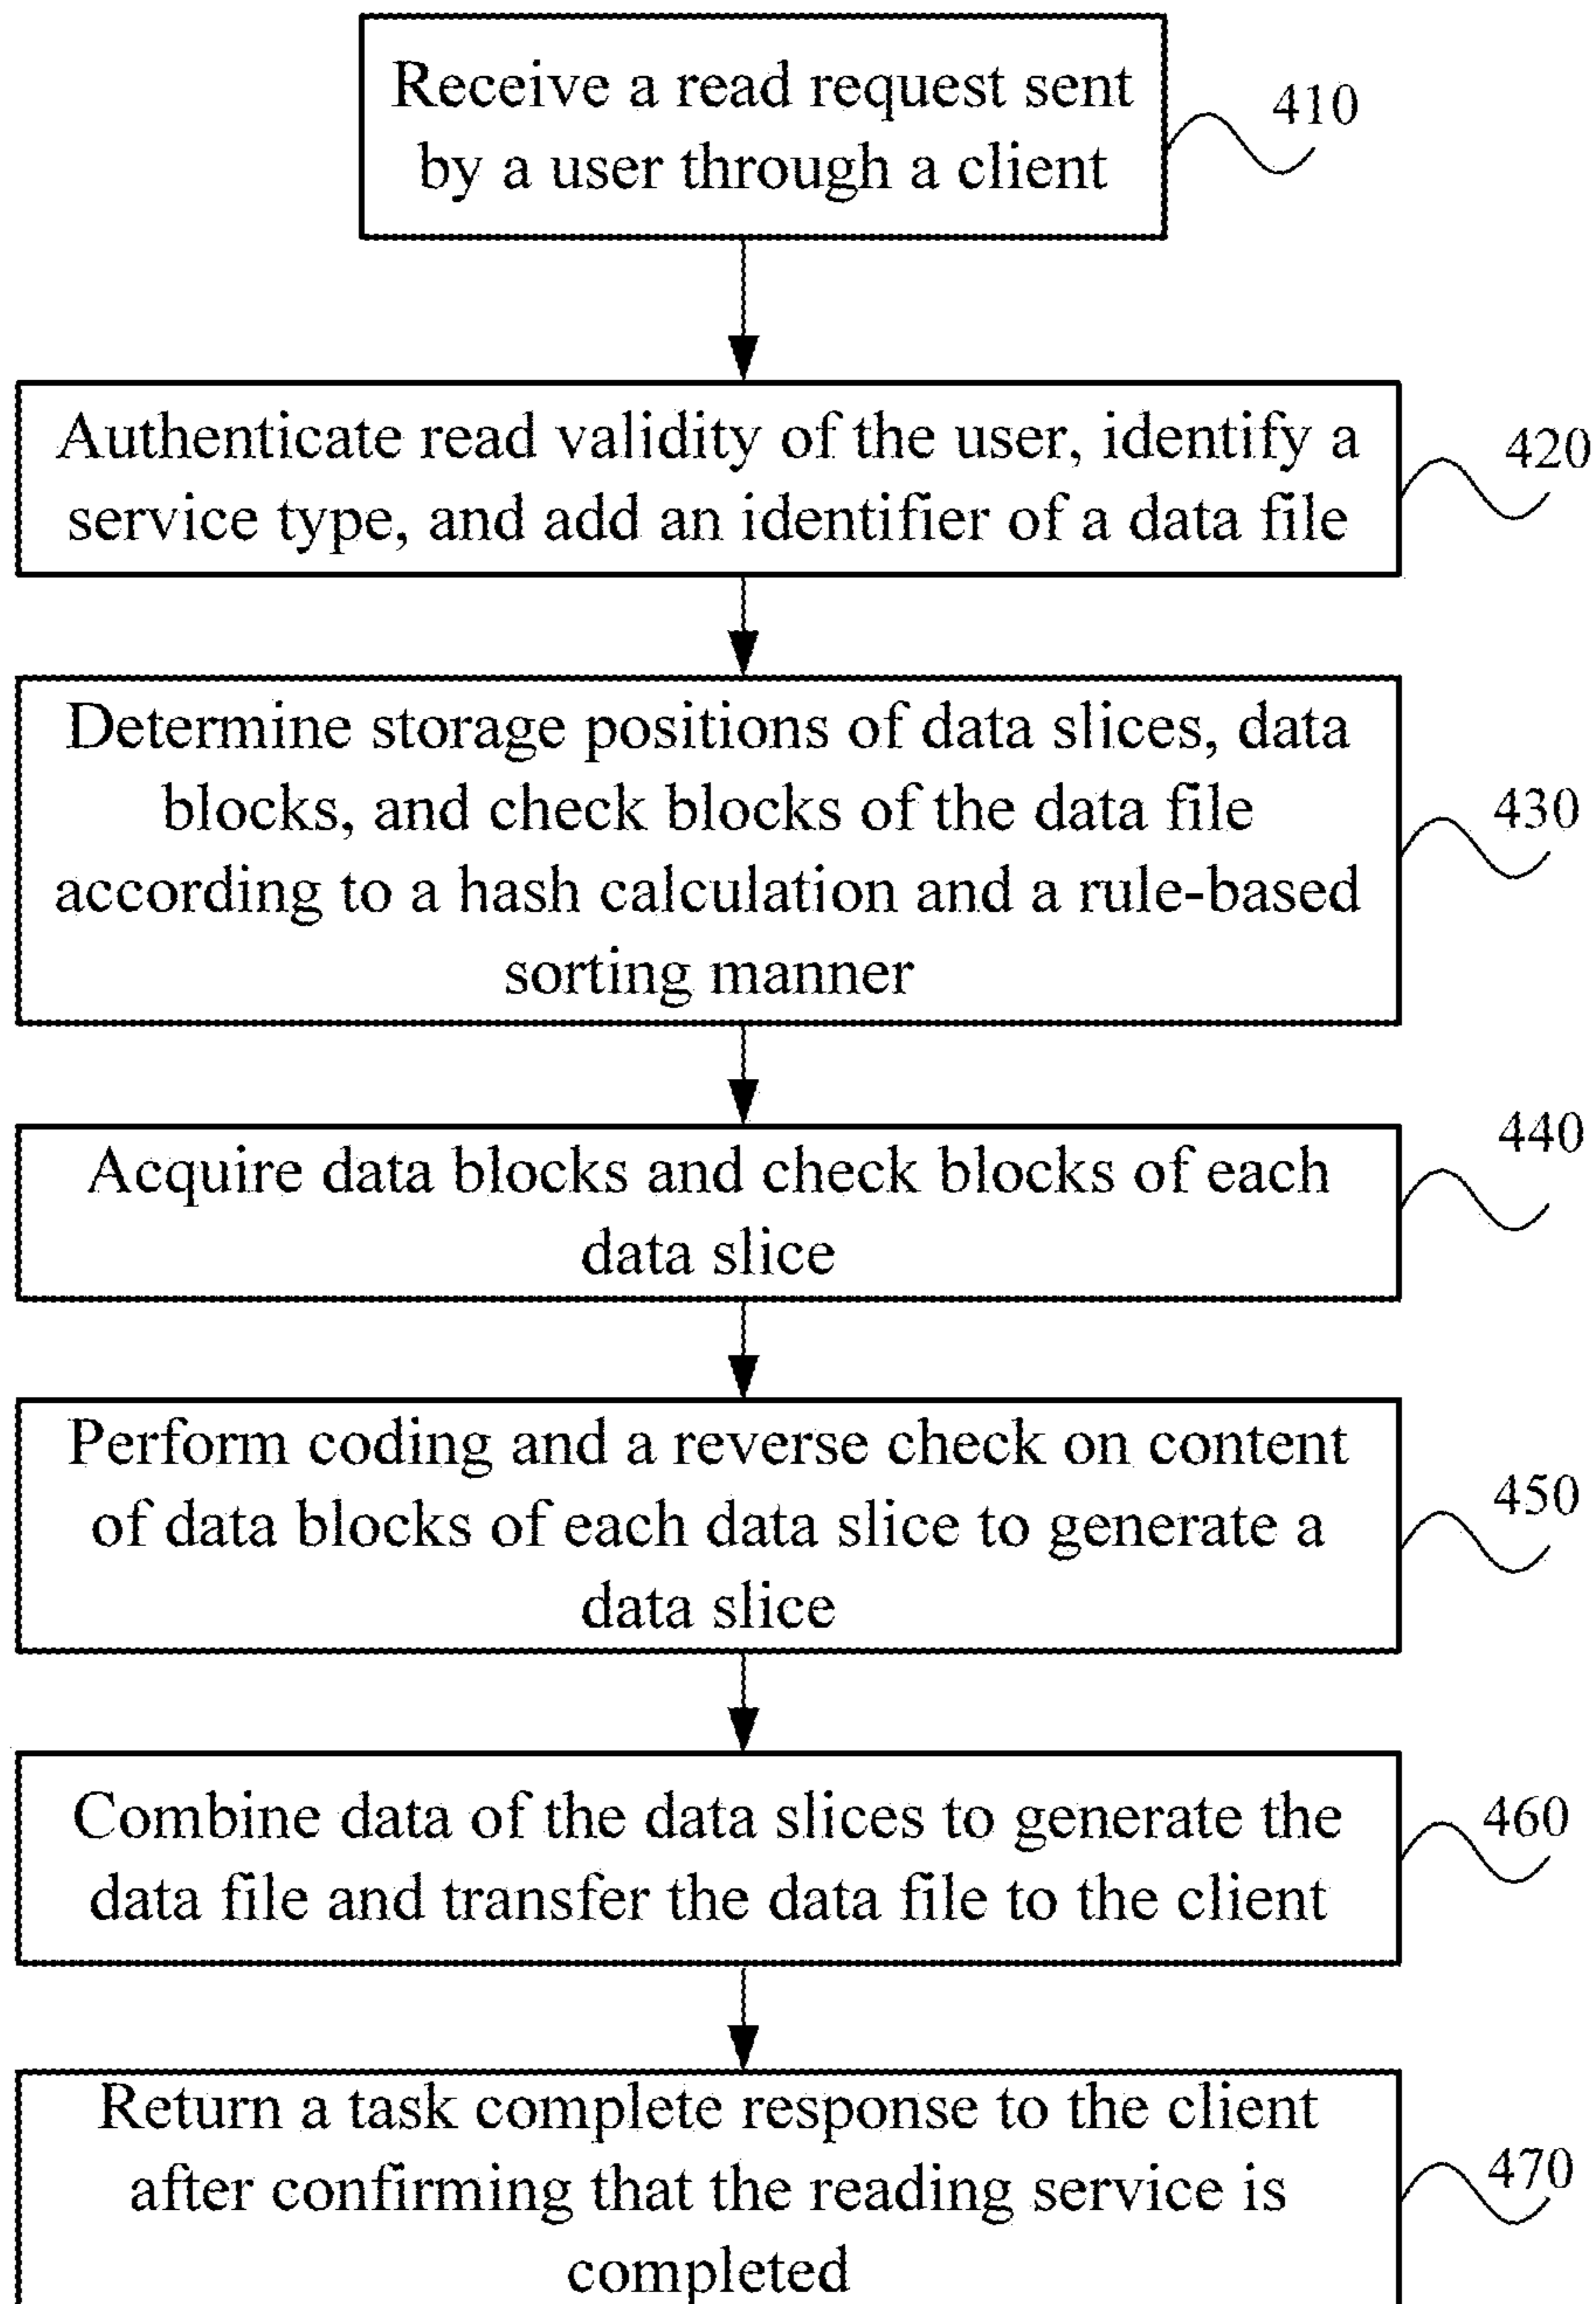 Receive a read request sent
by a user through a client
410
Authenticate read validity of the user, identify a
service type, and add an identifier of a data file
420
Determine storage positions of data slices, data
blocks, and check blocks of the data file
according to a hash calculation and a rule-based
sorting manner
430
Acquire data blocks and check blocks of each
data slice
440
Perform coding and a reverse check on content
of data blocks of each data slice to generate a
data slice
450
Combine data of the data slices to generate the
data file and transfer the data file to the client
460
Return a task complete response to the client
after confirming that the reading service is
completed
470